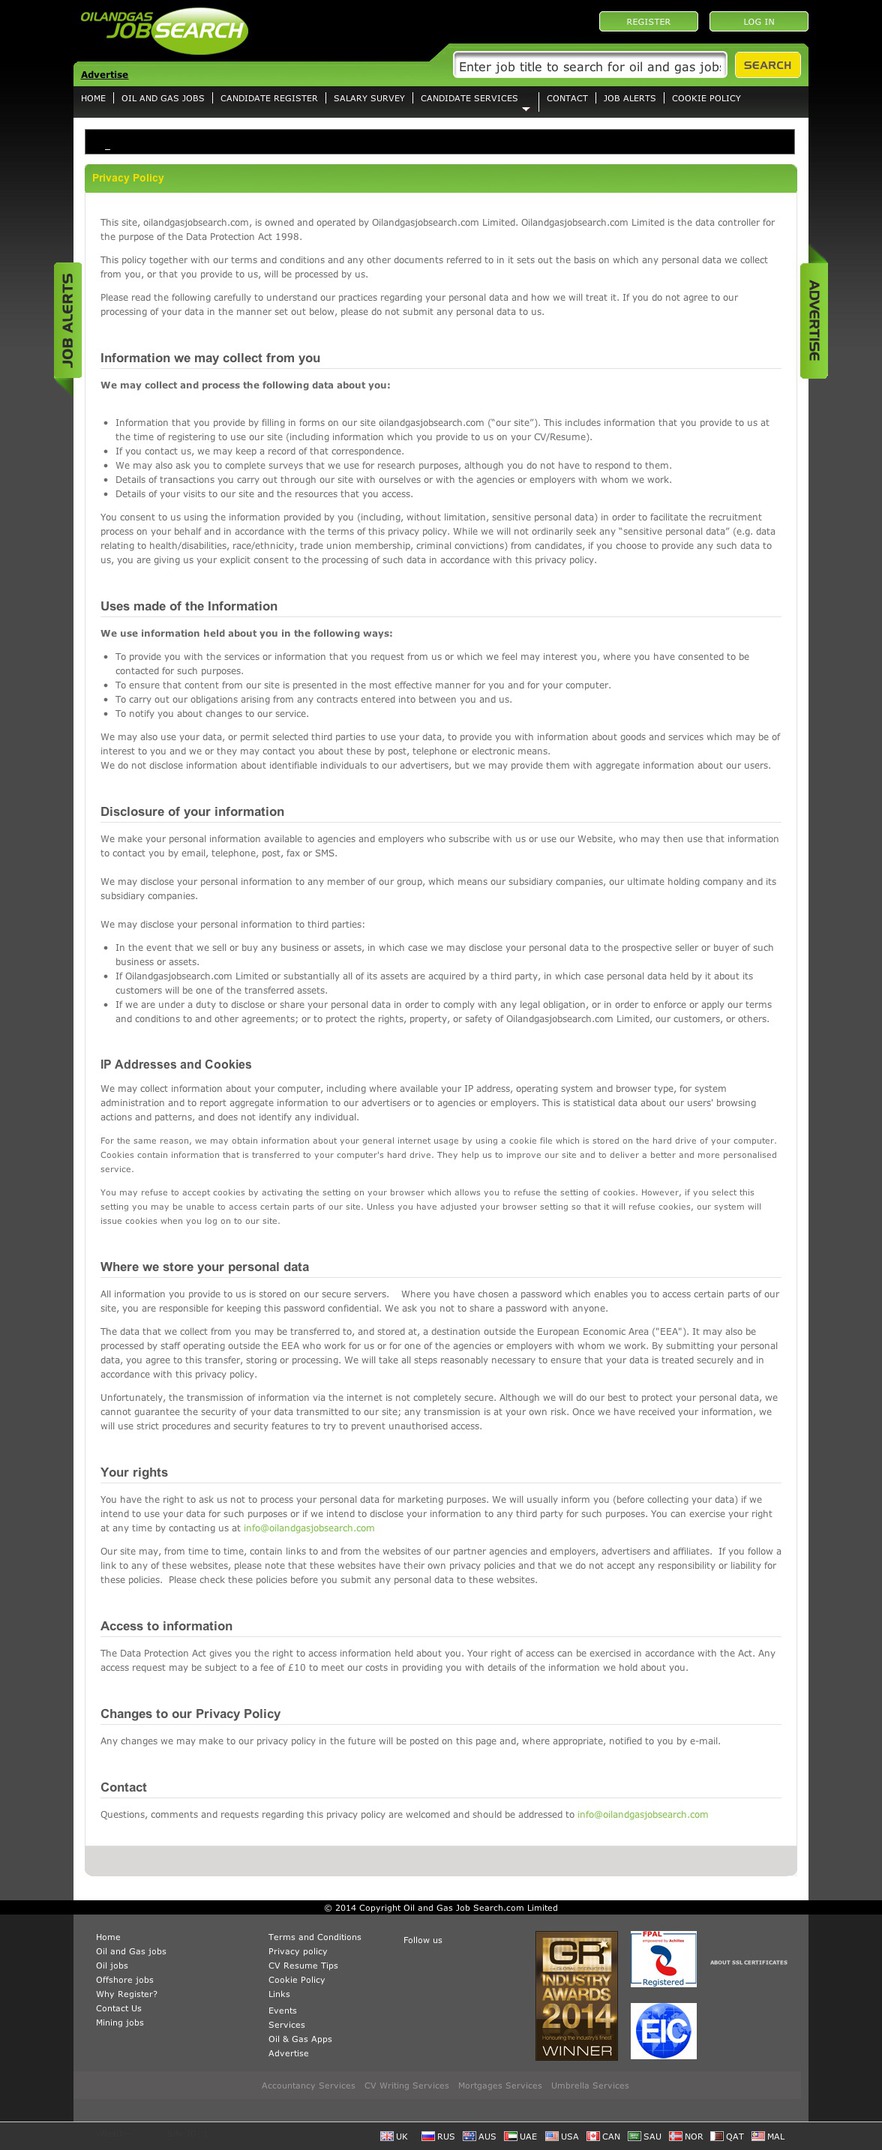 OILANDGAS
JOBSEARCH
REGISTER
LOG IN
Advertise
Enter job title to search for oil and gas jobs
SEARCH
HOME
OIL AND GAS JOBS
CANDIDATE REGISTER
SALARY SURVEY
CANDIDATE SERVICES
CONTACT
JOB ALERTS
COOKIE POLICY
Privacy Policy
JOB ALERTS
ADVERTISE
This site, oilandgasjobsearch.com, is owned and operated by Oilandgasjobsearch.com Limited. Oilandgasjobsearch.com Limited is the data controller for
the purpose of the Data Protection Act 1998.
This policy together with our terms and conditions and any other documents referred to in it sets out the basis on which any personal data we collect
from you, or that you provide to us, will be processed by us.
Please read the following carefully to understand our practices regarding your personal data and how we will treat it. If you do not agree to our
processing of your data in the manner set out below, please do not submit any personal data to us.
Information we may collect from you
We may collect and process the following data about you:
• Information that you provide by filling in forms on our site oilandgasjobsearch.com (“our site”). This includes information that you provide to us at
the time of registering to use our site (including information which you provide to us on your CV/Resume).
• If you contact us, we may keep a record of that correspondence.
• We may also ask you to complete surveys that we use for research purposes, although you do not have to respond to them.
• Details of transactions you carry out through our site with ourselves or with the agencies or employers with whom we work.
• Details of your visits to our site and the resources that you access.
You consent to us using the information provided by you (including, without limitation, sensitive personal data) in order to facilitate the recruitment
process on your behalf and in accordance with the terms of this privacy policy. While we will not ordinarily seek any “sensitive personal data” (e.g. data
relating to health/disabilities, race/ethnicity, trade union membership, criminal convictions) from candidates, if you choose to provide any such data to
us, you are giving us your explicit consent to the processing of such data in accordance with this privacy policy.
Uses made of the Information
We use information held about you in the following ways:
• To provide you with the services or information that you request from us or which we feel may interest you, where you have consented to be
contacted for such purposes.
• To ensure that content from our site is presented in the most effective manner for you and for your computer.
• To carry out our obligations arising from any contracts entered into between you and us.
• To notify you about changes to our service.
We may also use your data, or permit selected third parties to use your data, to provide you with information about goods and services which may be of
interest to you and we or they may contact you about these by post, telephone or electronic means.
We do not disclose information about identifiable individuals to our advertisers, but we may provide them with aggregate information about our users.
Disclosure of your information
We make your personal information available to agencies and employers who subscribe with us or use our Website, who may then use that information
to contact you by email, telephone, post, fax or SMS.
We may disclose your personal information to any member of our group, which means our subsidiary companies, our ultimate holding company and its
subsidiary companies.
We may disclose your personal information to third parties:
• In the event that we sell or buy any business or assets, in which case we may disclose your personal data to the prospective seller or buyer of such
business or assets.
• If Oilandgasjobsearch.com Limited or substantially all of its assets are acquired by a third party, in which case personal data held by it about its
customers will be one of the transferred assets.
• If we are under a duty to disclose or share your personal data in order to comply with any legal obligation, or in order to enforce or apply our terms
and conditions to and other agreements; or to protect the rights, property, or safety of Oilandgasjobsearch.com Limited, our customers, or others.
IP Addresses and Cookies
We may collect information about your computer, including where available your IP address, operating system and browser type, for system
administration and to report aggregate information to our advertisers or to agencies or employers. This is statistical data about our users' browsing
actions and patterns, and does not identify any individual.
For the same reason, we may obtain information about your general internet usage by using a cookie file which is stored on the hard drive of your computer.
Cookies contain information that is transferred to your computer's hard drive. They help us to improve our site and to deliver a better and more personalised
service.
You may refuse to accept cookies by activating the setting on your browser which allows you to refuse the setting of cookies. However, if you select this
setting you may be unable to access certain parts of our site. Unless you have adjusted your browser setting so that it will refuse cookies, our system will
issue cookies when you log on to our site.
Where we store your personal data
All information you provide to us is stored on our secure servers. Where you have chosen a password which enables you to access certain parts of our
site, you are responsible for keeping this password confidential. We ask you not to share a password with anyone.
The data that we collect from you may be transferred to, and stored at, a destination outside the European Economic Area ("EEA"). It may also be
processed by staff operating outside the EEA who work for us or for one of the agencies or employers with whom we work. By submitting your personal
data, you agree to this transfer, storing or processing. We will take all steps reasonably necessary to ensure that your data is treated securely and in
accordance with this privacy policy.
Unfortunately, the transmission of information via the internet is not completely secure. Although we will do our best to protect your personal data, we
cannot guarantee the security of your data transmitted to our site; any transmission is at your own risk. Once we have received your information, we
will use strict procedures and security features to try to prevent unauthorised access.
Your rights
You have the right to ask us not to process your personal data for marketing purposes. We will usually inform you (before collecting your data) if we
intend to use your data for such purposes or if we intend to disclose your information to any third party for such purposes. You can exercise your right
at any time by contacting us at info@oilandgasjobsearch.com
Our site may, from time to time, contain links to and from the websites of our partner agencies and employers, advertisers and affiliates. If you follow a
link to any of these websites, please note that these websites have their own privacy policies and that we do not accept any responsibility or liability for
these policies. Please check these policies before you submit any personal data to these websites.
Access to information
The Data Protection Act gives you the right to access information held about you. Your right of access can be exercised in accordance with the Act. Any
access request may be subject to a fee of £10 to meet our costs in providing you with details of the information we hold about you.
Changes to our Privacy Policy
Any changes we may make to our privacy policy in the future will be posted on this page and, where appropriate, notified to you by e-mail.
Contact
Questions, comments and requests regarding this privacy policy are welcomed and should be addressed to info@oilandgasjobsearch.com
© 2014 Copyright Oil and Gas Job Search.com Limited
Home
Oil and Gas jobs
Oil jobs
Offshore jobs
Why Register?
Contact Us
Mining jobs
Terms and Conditions
Privacy policy
CV Resume Tips
Cookie Policy
Links
Events
Services
Oil & Gas Apps
Advertise
Follow us
GR
INDUSTRY
AWARDS
2014
Honouring the industry's finest
WINNER
FPAL
empowered by Achilles
Registered
EIC
ABOUT SSL CERTIFICATES
Accountancy Services
CV Writing Services
Mortgages Services
Umbrella Services
UK
RUS
AUS
UAE
USA
CAN
SAU
NOR
QAT
MAL